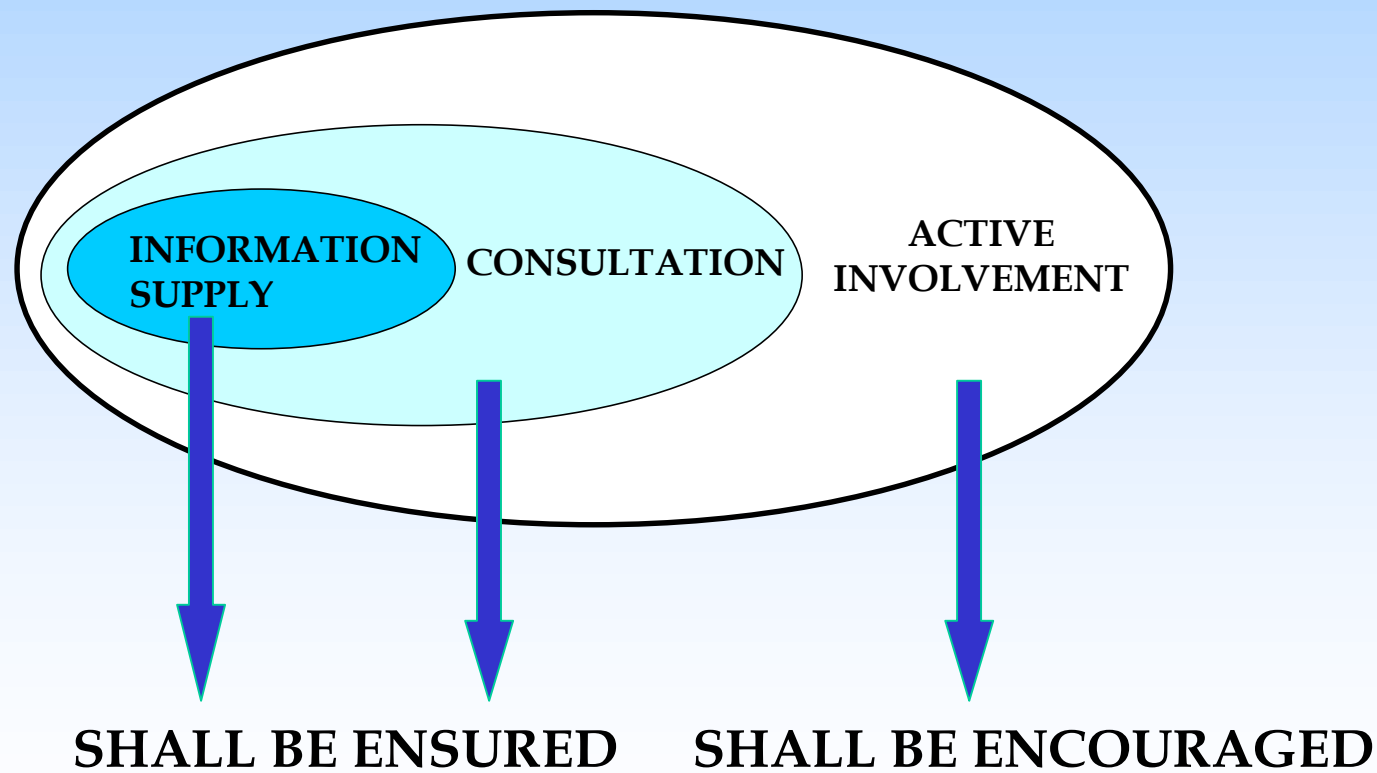 INFORMATION
SUPPLY
CONSULTATION
ACTIVE
INVOLVEMENT
SHALL BE ENSURED
SHALL BE ENCOURAGED